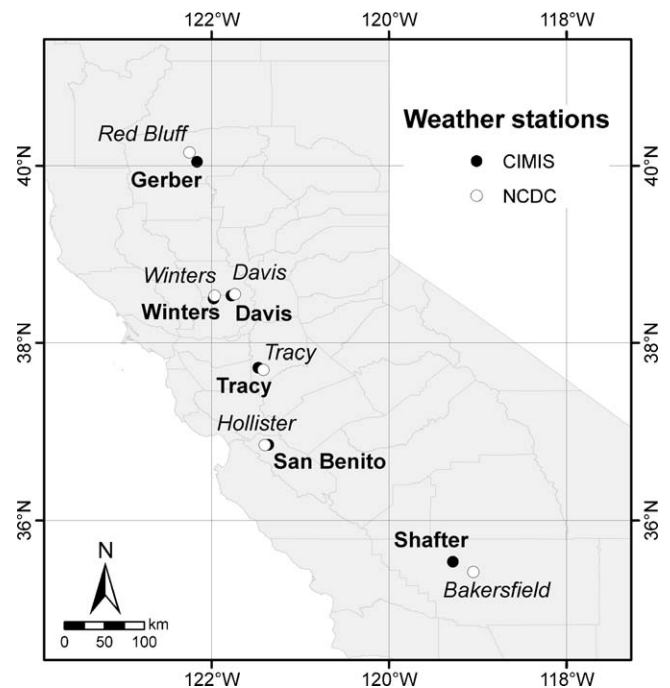 122°W 120°W 118°W
Weather stations
CIMIS
NCDC
Red Bluff
Gerber
40°N 40°N
Winters Davis
Winters Davis
38°N 38°N
Tracy
Tracy
Hollister
San Benito
36°N 36°N
Shafter
Bakersfield
N
km
0 50 100
122°W 120°W 118°W